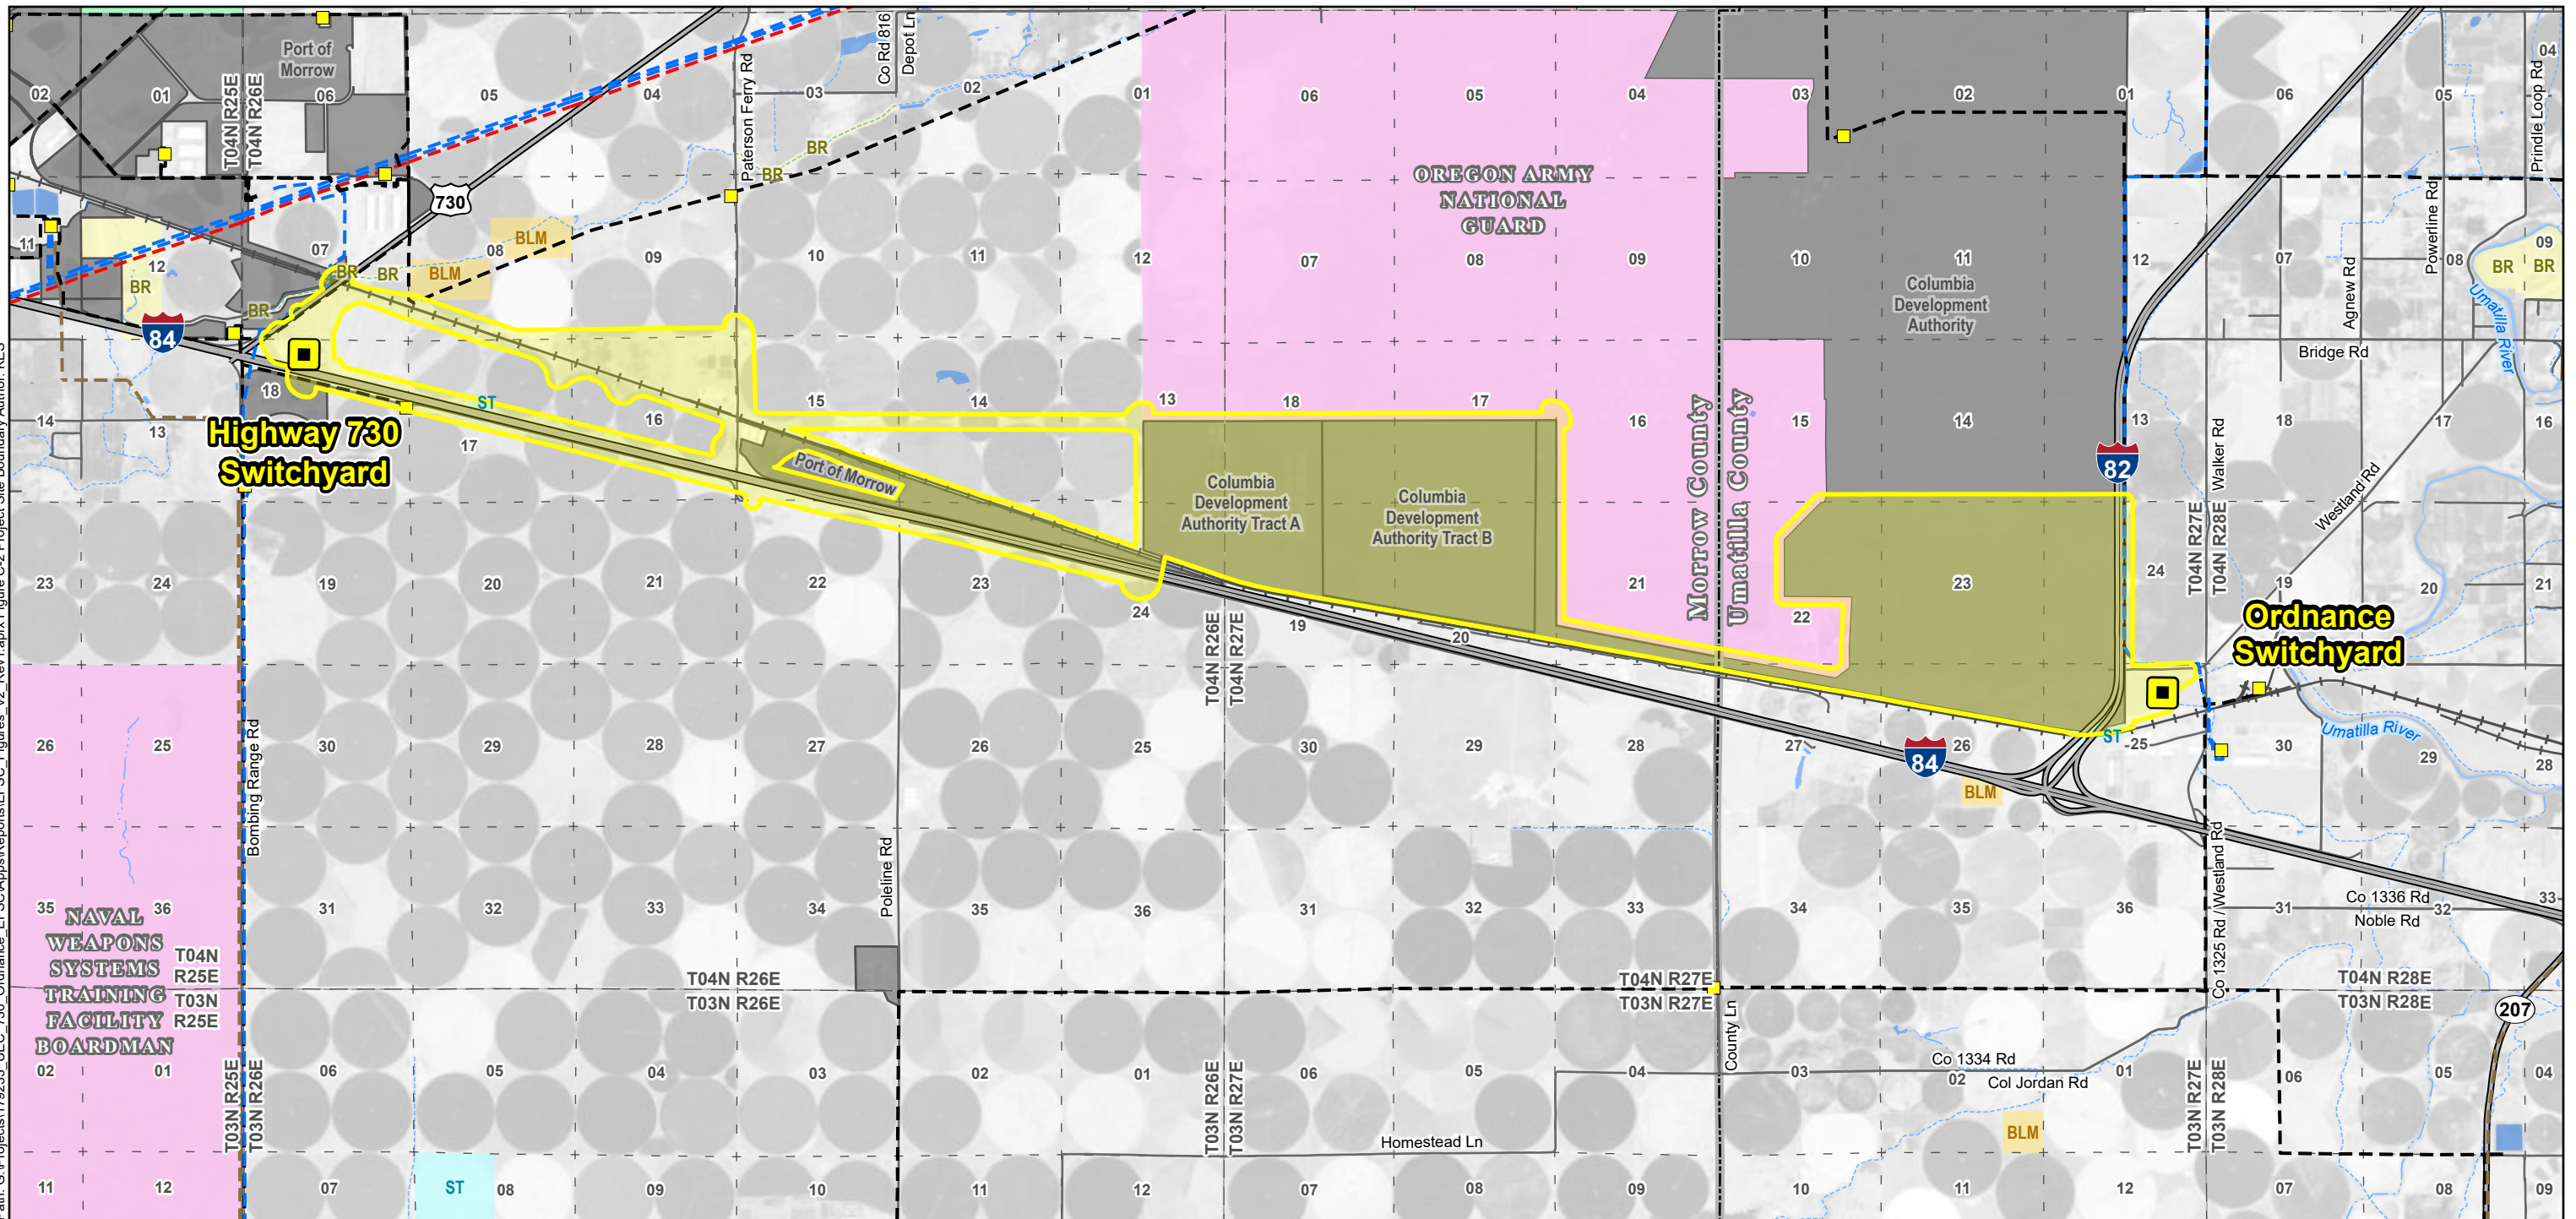 Port of
Morrow
Co Rd 816
Depot Ln
Paterson Ferry Rd
Prindle Loop Rd
02
01
06
05
04
03
02
01
06
05
04
03
02
01
06
05
04
T04N R25E
T04N R26E
BR
BR
730
OREGON ARMY
NATIONAL
GUARD
Powerline Rd
Agnew Rd
11
12
07
08
09
10
11
12
07
08
09
10
11
12
07
08
09
BLM
BLM
BR
BR
BR
BR
BR
BR
Columbia
Development
Authority
Umatilla River
84
Bridge Rd
18
ST
16
15
14
13
18
17
16
15
14
13
18
17
16
14
13
17
Highway 730
Switchyard
Port of Morrow
Columbia
Development
Authority Tract A
Columbia
Development
Authority Tract B
Morrow County
Umatilla County
82
Walker Rd
Westland Rd
T04N R27E
T04N R28E
23
24
19
20
21
22
23
24
19
20
21
22
23
24
19
20
21
T04N R26E
T04N R27E
Ordnance
Switchyard
ST
Umatilla River
26
25
30
29
28
27
26
25
30
29
28
27
26
25
30
29
28
84
BLM
Bombing Range Rd
Poleline Rd
Co 1325 Rd / Westland Rd
Co 1336 Rd
Noble Rd
35
36
31
32
33
34
35
36
31
32
33
34
35
36
31
32
33
NAVAL
WEAPONS
SYSTEMS
TRAINING
FACILITY
BOARDMAN
T04N
R25E
T03N
R25E
T04N R26E
T03N R26E
T04N R27E
T03N R27E
T04N R28E
T03N R28E
207
County Ln
Co 1334 Rd
Col Jordan Rd
02
01
06
05
04
03
02
01
06
05
04
03
02
01
06
05
04
T03N R25E
T03N R26E
T03N R26E
T03N R27E
T03N R27E
T03N R28E
Homestead Ln
BLM
11
12
07
ST
08
09
10
11
12
07
08
09
10
11
12
07
08
09